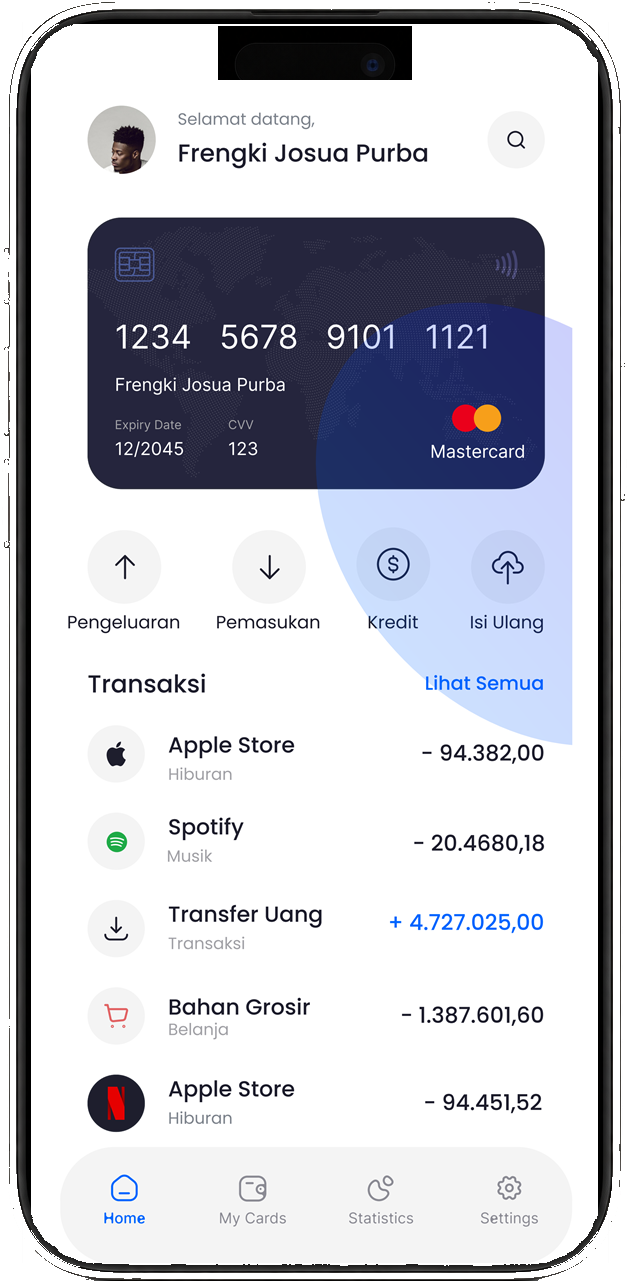 Selamat datang,
Frengki Josua Purba
1234 5678 9101 1121
Frengki Josua Purba
Expiry Date CVV
12/2045 123
Mastercard
Pengeluaran Pemasukan Kredit Isi Ulang
Transaksi Lihat Semua
Apple Store - 94.382,00
Hiburan
Spotify - 20.4680,18
Musik
Transfer Uang + 4.727.025,00
Transaksi
Bahan Grosir - 1.387.601,60
Belanja
Apple Store - 94.451,52
Hiburan
Home My Cards Statistics Settings